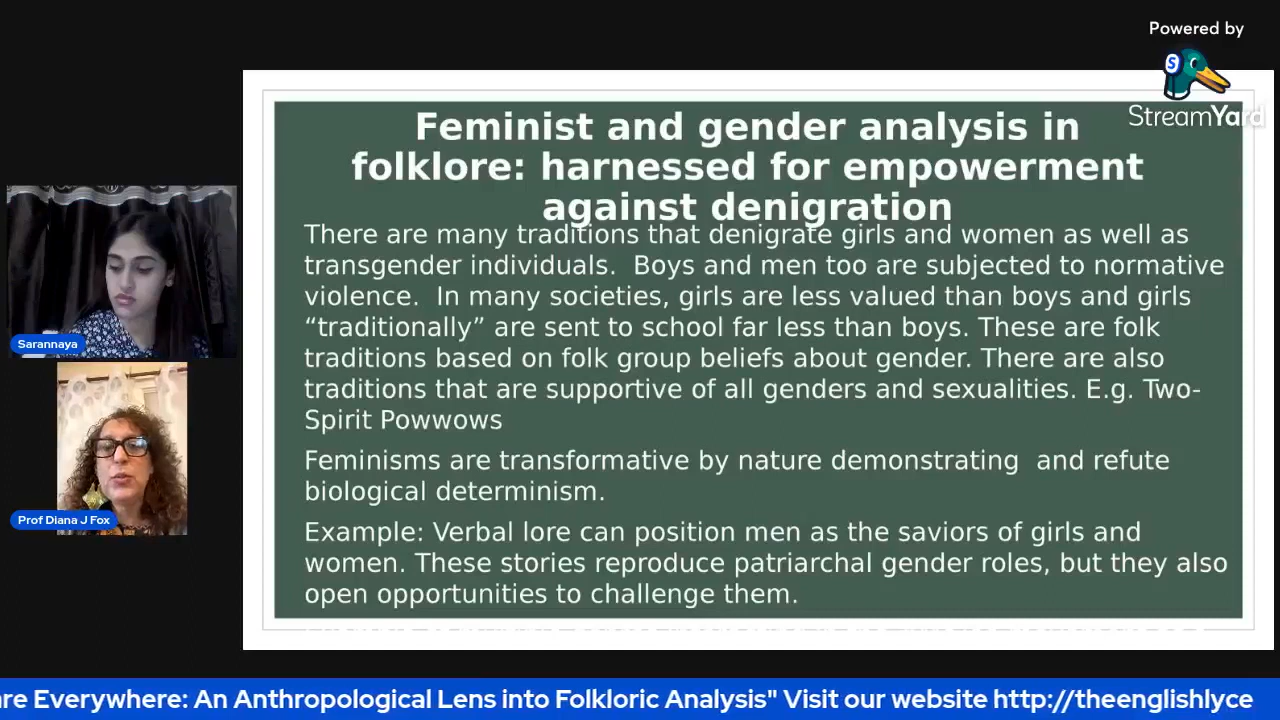 Powered by
StreamYard
Feminist and gender analysis in
folklore: harnessed for empowerment
against denigration
There are many traditions that denigrate girls and women as well as
transgender individuals.  Boys and men too are subjected to normative
violence.  In many societies, girls are less valued than boys and girls
“traditionally” are sent to school far less than boys. These are folk
traditions based on folk group beliefs about gender. There are also
traditions that are supportive of all genders and sexualities. E.g. Two-
Spirit Powwows
Feminisms are transformative by nature demonstrating  and refute
biological determinism.
Example: Verbal lore can position men as the saviors of girls and
women. These stories reproduce patriarchal gender roles, but they also
open opportunities to challenge them.
Sarannaya
Prof Diana J Fox
re Everywhere: An Anthropological Lens into Folkloric Analysis" Visit our website http://theenglishlyce